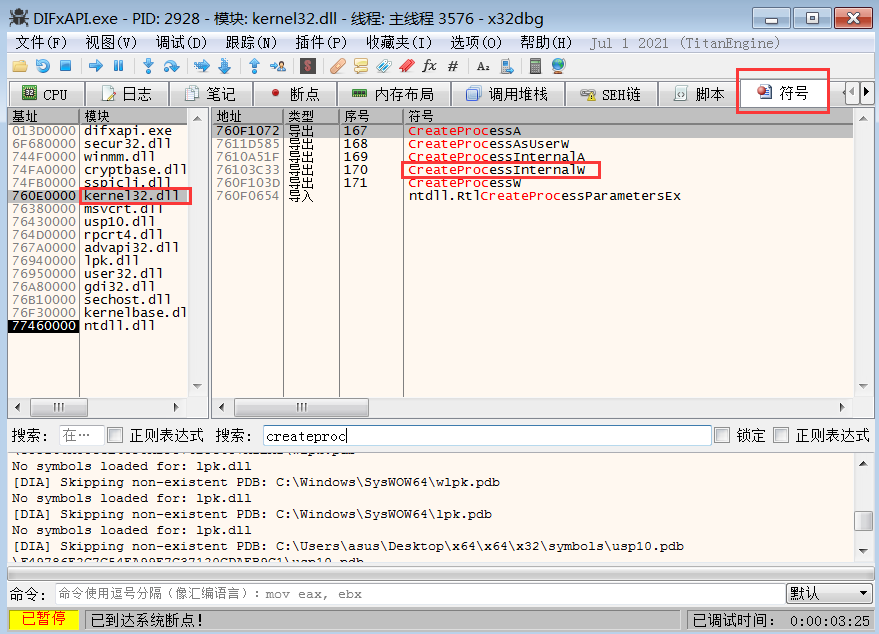 DIFxAPI.exe - PID: 2928 - 模块: kernel32.dll - 线程: 主线程 3576 - x32dbg
文件(F) 视图(V) 调试(D) 跟踪(N) 插件(P) 收藏夹(I) 选项(O) 帮助(H) Jul 1 2021 (TitanEngine)
CPU 日志 笔记 断点 内存布局 调用堆栈 SEH链 脚本 符号
基址 模块 地址 类型 序号 符号
013D0000 difxapi.exe 760F1072 导出 167 CreateProcessA
6F680000 secur32.dll 7611D585 导出 168 CreateProcessAsUserW
744F0000 winmm.dll 7610A51F 导出 169 CreateProcessInternalA
74FA0000 cryptbase.dll 76103C33 导出 170 CreateProcessInternalW
74FB0000 sspicli.dll 760F103D 导出 171 CreateProcessW
760E0000 kernel32.dll 760F0654 导入 ntdll.RtlCreateProcessParametersEx
76380000 msvcrt.dll
76430000 usp10.dll
764D0000 rpcrt4.dll
767A0000 advapi32.dll
76940000 lpk.dll
76950000 user32.dll
76A80000 gdi32.dll
76B10000 sechost.dll
76F30000 kernelbase.dl
77460000 ntdll.dll
搜索: 在… 正则表达式 搜索: createproc 锁定 正则表达式
No symbols loaded for: lpk.dll
[DIA] Skipping non-existent PDB: C:\Windows\SysWOW64\wlpk.pdb
No symbols loaded for: lpk.dll
[DIA] Skipping non-existent PDB: C:\Windows\SysWOW64\lpk.pdb
No symbols loaded for: lpk.dll
[DIA] Skipping non-existent PDB: C:\Users\asus\Desktop\x64\x64\x32\symbols\usp10.pdb
命令: 命令使用逗号分隔（像汇编语言）: mov eax, ebx 默认
已暂停 已到达系统断点! 已调试时间: 0:00:03:25